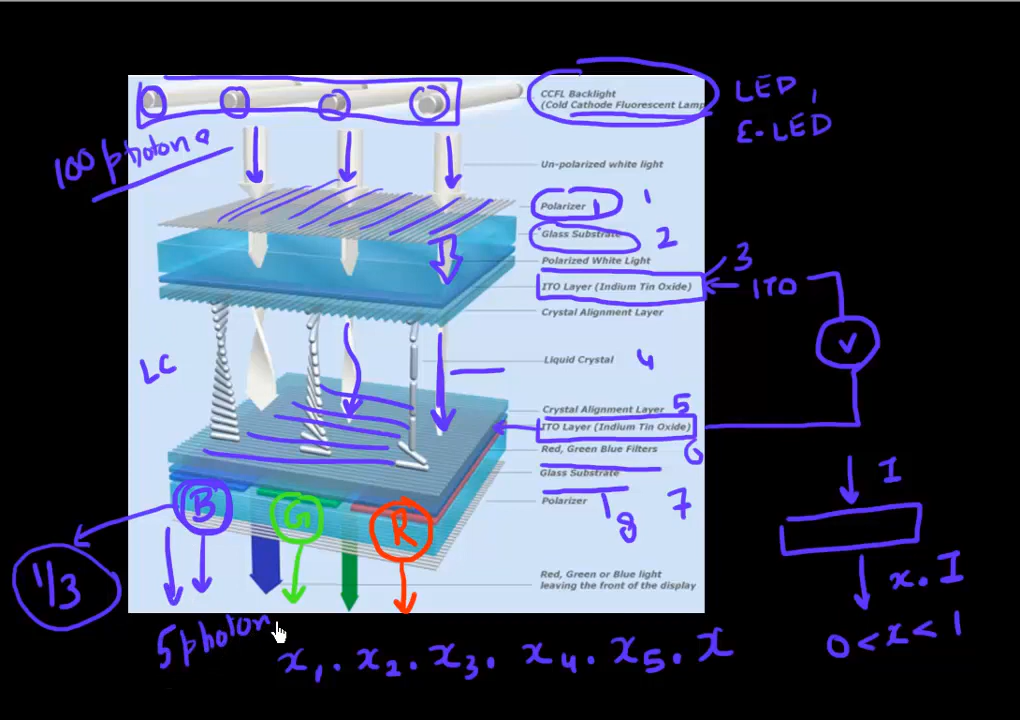 CCFL Backlight
(Cold Cathode Fluorescent Lamp
LED,
E-LED
100 photon
Un-polarized white light
Polarizer 1
1
Glass Substrate 2
Polarized White Light
3
ITO Layer (Indium Tin Oxide)
ITO
Crystal Alignment Layer
V
LC
Liquid Crystal 4
Crystal Alignment Layer 5
ITO Layer (Indium Tin Oxide)
Red, Green Blue Filters 6
Glass Substrate
Polarizer 7
8
I
B G R
1/3
x. I
Red, Green or Blue light
leaving the front of the display
5 photon
x1. x2. x3. x4. x5. x
0 < x < 1